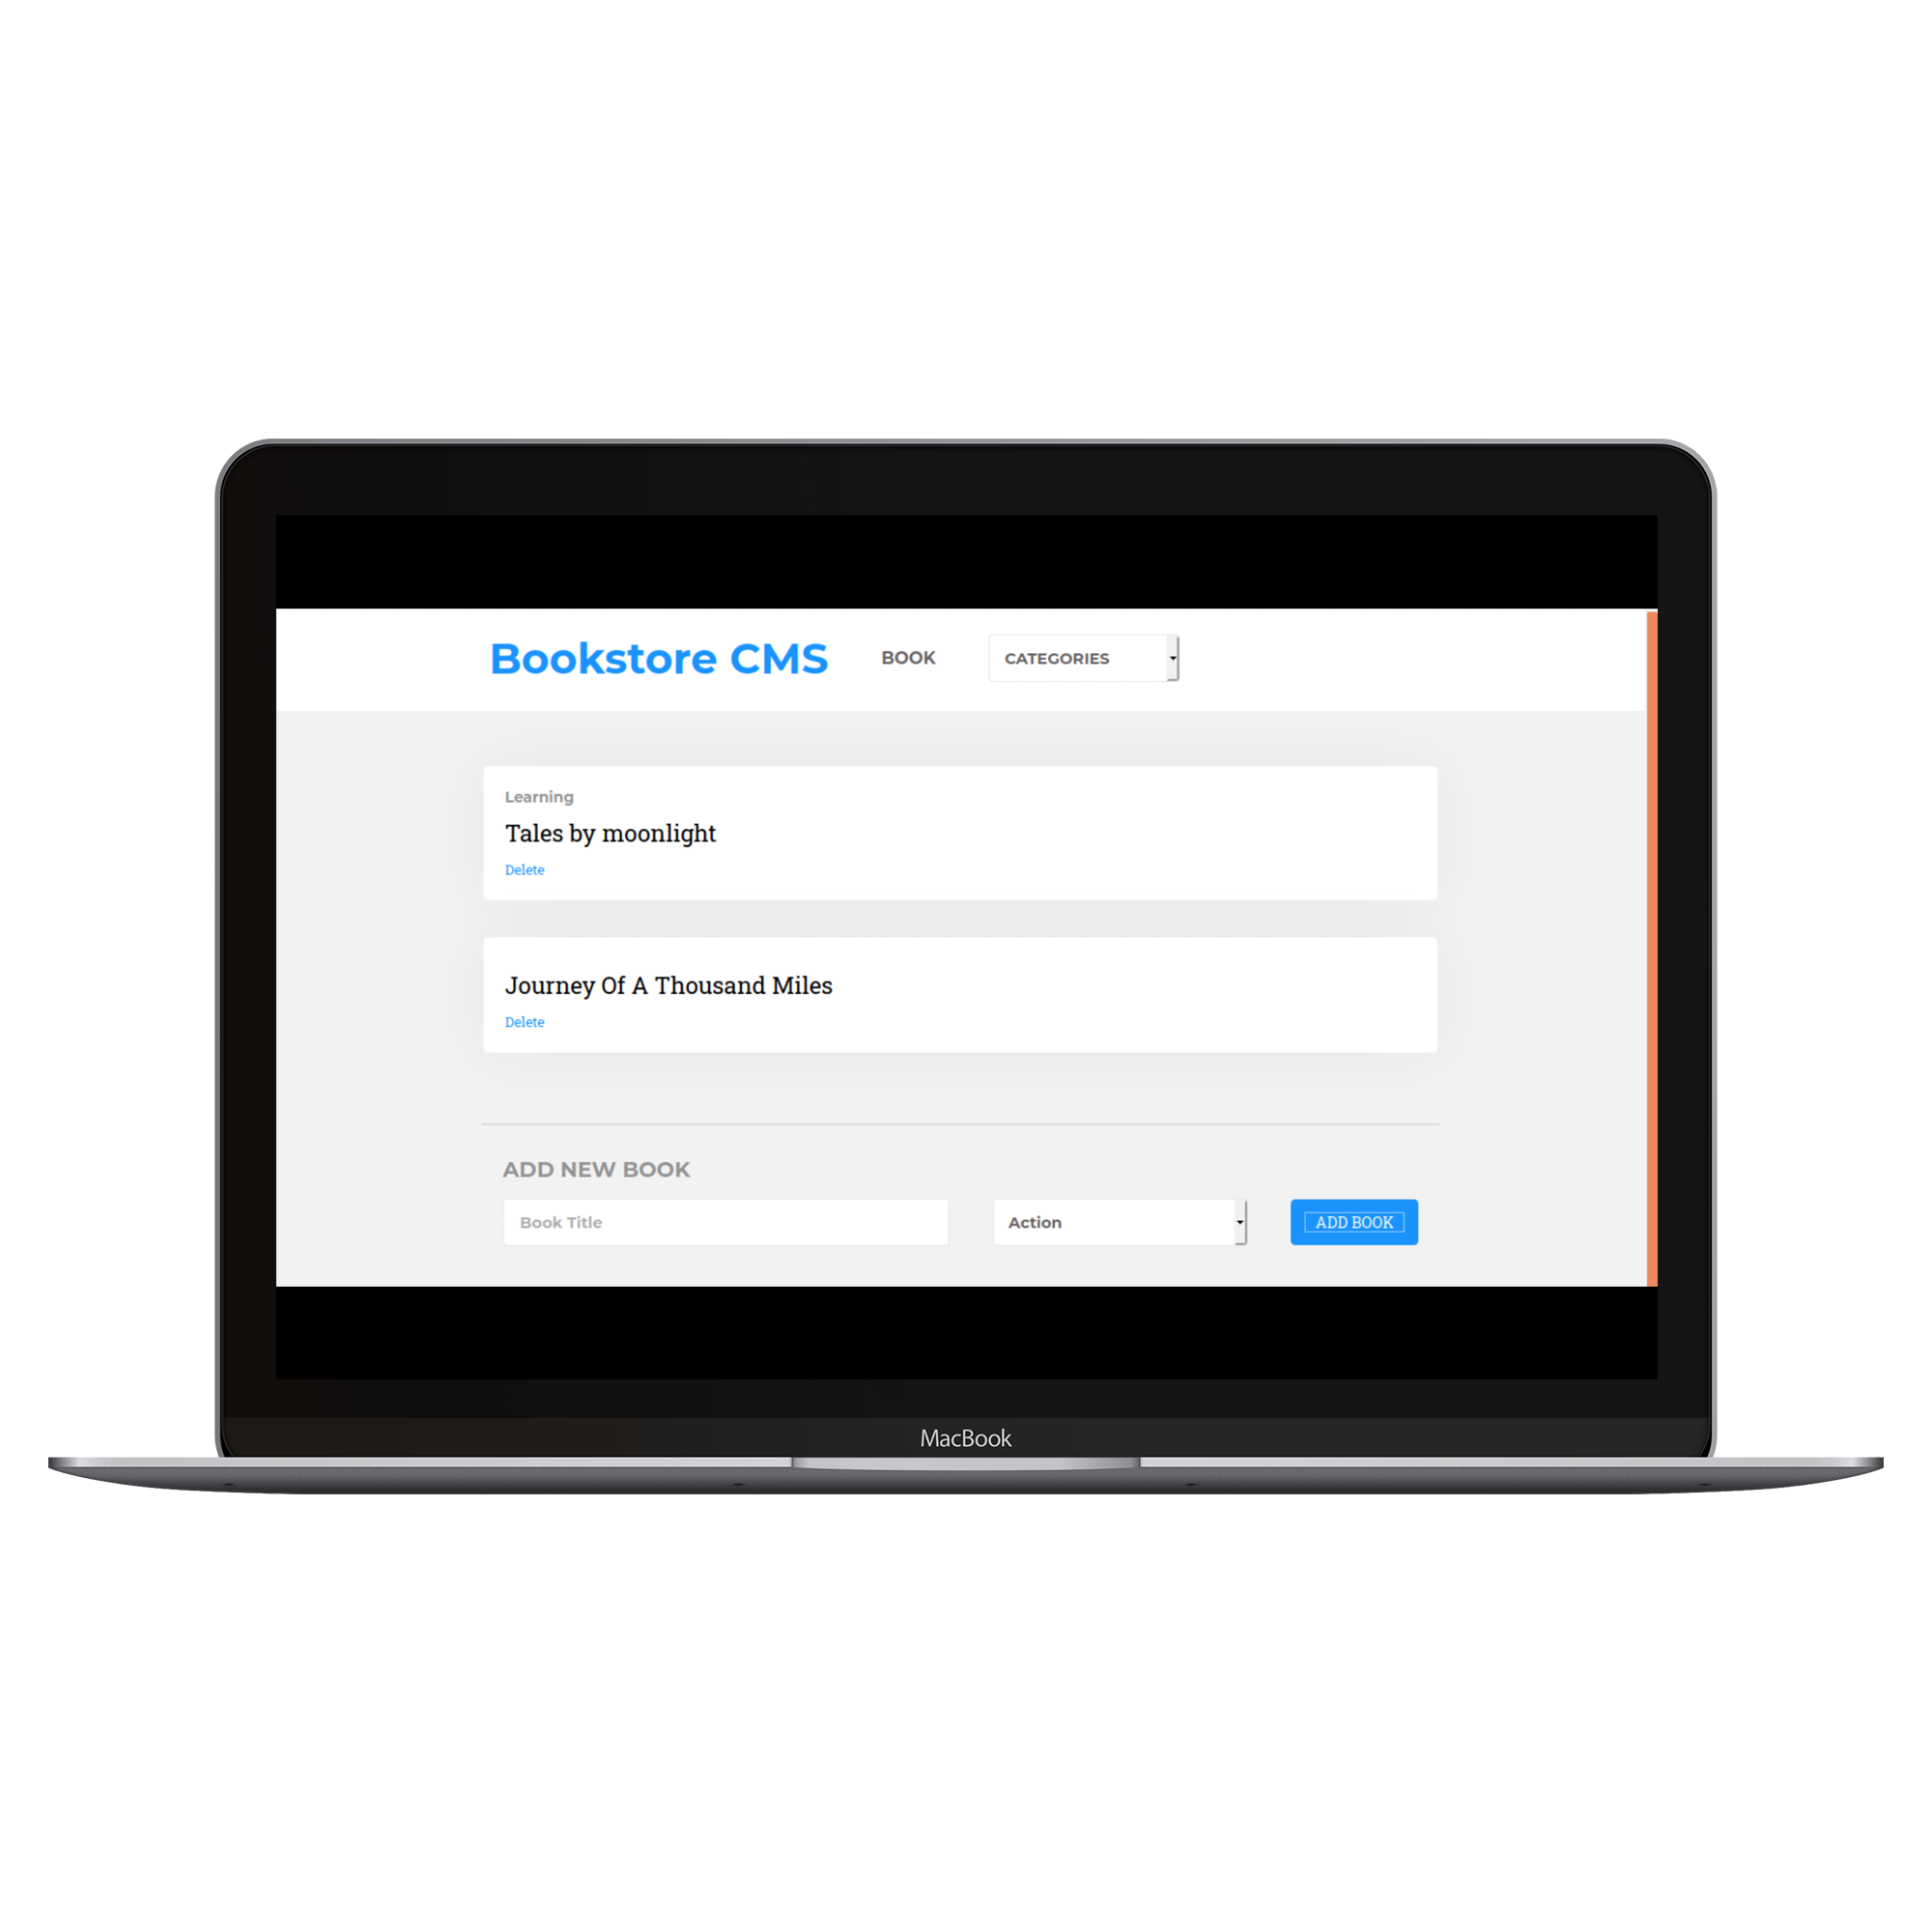 Bookstore CMS BOOK CATEGORIES
Learning
Tales by moonlight
Delete
Journey Of A Thousand Miles
Delete
ADD NEW BOOK
Book Title Action ADD BOOK
MacBook